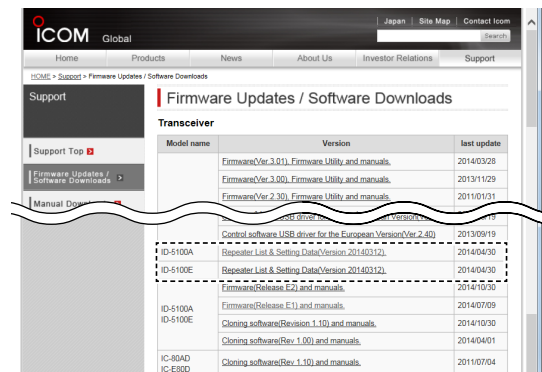 ICOM Global
Japan | Site Map | Contact Icom
Search
Home Products News About Us Investor Relations Support
HOME > Support > Firmware Updates / Software Downloads
Support
Firmware Updates / Software Downloads
Transceiver
Support Top
Firmware Updates /
Software Downloads
Manual
Model name Version last update
Firmware(Ver.3.01), Firmware Utility and manuals. 2014/03/28
Firmware(Ver 3.00), Firmware Utility and manuals. 2013/11/29
Firmware(Ver 2.30), Firmware Utility and manuals. 2011/01/31
USB driver for
Control software USB driver for the European Version(Ver.2.40) 2013/09/19
ID-5100A Repeater List & Setting Data(Version 20140312). 2014/04/30
ID-5100E Repeater List & Setting Data(Version 20140312). 2014/04/30
Firmware(Release E2) and manuals. 2014/10/30
ID-5100A
ID-5100E
Firmware(Release E1) and manuals. 2014/07/09
Cloning software(Revision 1.10) and manuals. 2014/10/30
Cloning software(Rev 1.00) and manuals. 2014/04/01
IC-80AD
IC-E80D
Cloning software(Rev 1.10) and manuals. 2011/07/04